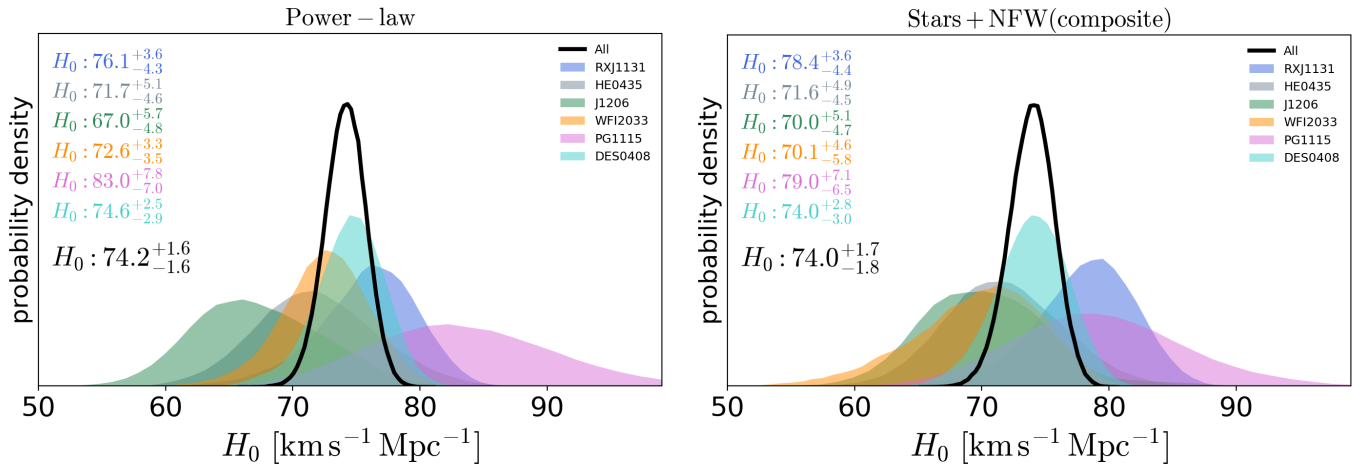 Power − law
H₀ : 76.1 +3.6 −4.3
H₀ : 71.7 +5.1 −4.6
H₀ : 67.0 +5.7 −4.8
H₀ : 72.6 +3.3 −3.5
H₀ : 83.0 +7.8 −7.0
H₀ : 74.6 +2.5 −2.9
H₀ : 74.2 +1.6 −1.6
All
RXJ1131
HE0435
J1206
WFI2033
PG1115
DES0408
probability density
50 60 70 80 90
H₀ [km s⁻¹ Mpc⁻¹]
Stars + NFW(composite)
H₀ : 78.4 +3.6 −4.4
H₀ : 71.6 +4.9 −4.5
H₀ : 70.0 +5.1 −4.7
H₀ : 70.1 +4.6 −5.8
H₀ : 79.0 +7.1 −6.5
H₀ : 74.0 +2.8 −3.0
H₀ : 74.0 +1.7 −1.8
All
RXJ1131
HE0435
J1206
WFI2033
PG1115
DES0408
probability density
50 60 70 80 90
H₀ [km s⁻¹ Mpc⁻¹]